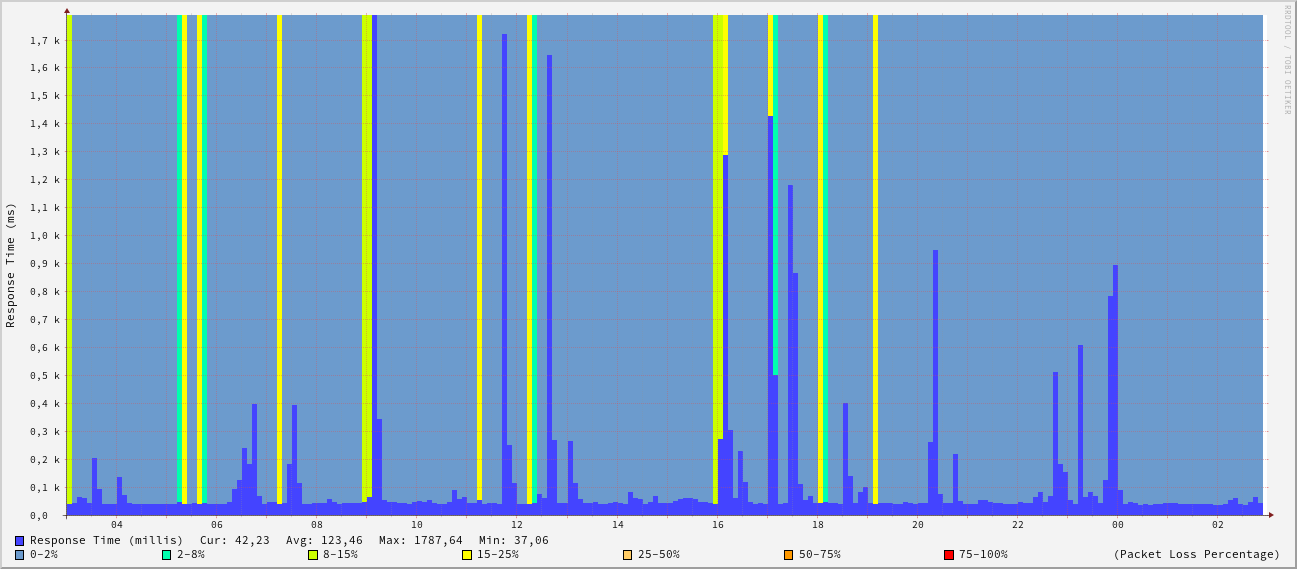 RRDTOOL / TOBI OETIKER
Response Time (ms)
1,7 k
1,6 k
1,5 k
1,4 k
1,3 k
1,2 k
1,1 k
1,0 k
0,9 k
0,8 k
0,7 k
0,6 k
0,5 k
0,4 k
0,3 k
0,2 k
0,1 k
0,0
04 06 08 10 12 14 16 18 20 22 00 02
Response Time (millis) Cur: 42,23 Avg: 123,46 Max: 1787,64 Min: 37,06
0-2% 2-8% 8-15% 15-25% 25-50% 50-75% 75-100% (Packet Loss Percentage)